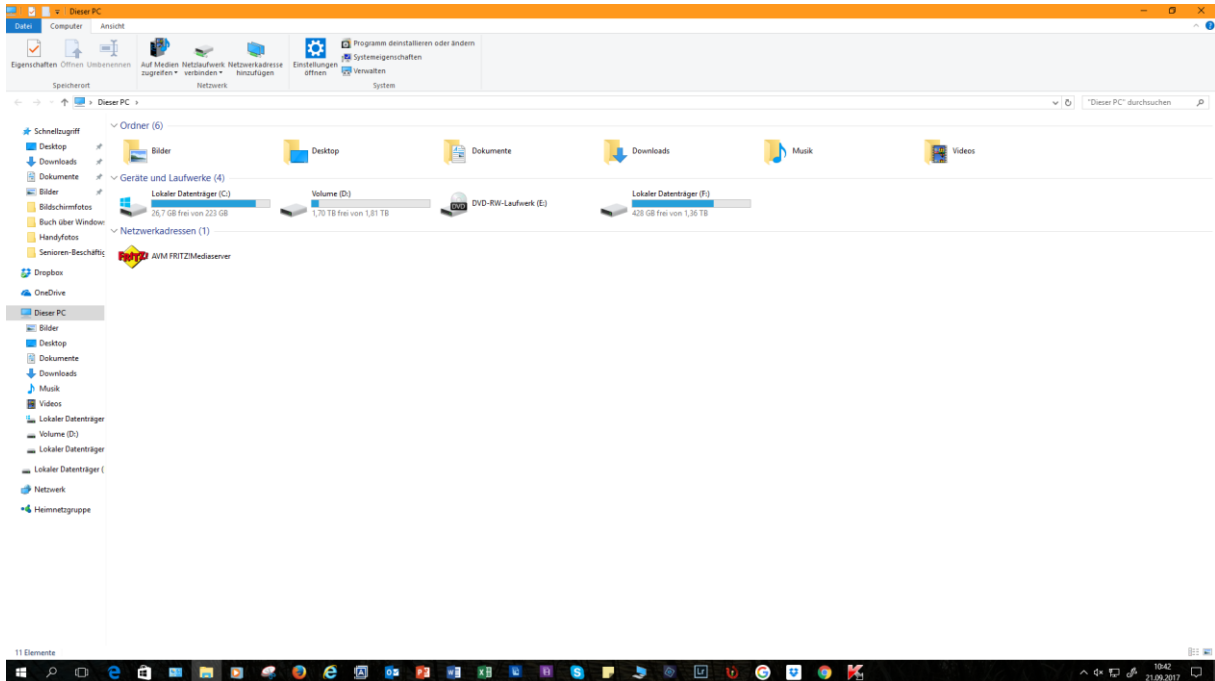 Dieser PC
Datei Computer Ansicht
Eigenschaften Öffnen Umbenennen
Auf Medien zugreifen
Netzlaufwerk verbinden
Netzwerkadresse hinzufügen
Einstellungen öffnen
Programm deinstallieren oder ändern
Systemeigenschaften
Verwalten
Speicherort Netzwerk System
Dieser PC
"Dieser PC" durchsuchen
Schnellzugriff
Desktop
Downloads
Dokumente
Bilder
Bildschirmfotos
Buch über Window
Handyfotos
Senioren-Beschäftig
Dropbox
OneDrive
Dieser PC
Bilder
Desktop
Dokumente
Downloads
Musik
Videos
Lokaler Datenträger
Volume (D:)
Lokaler Datenträger
Lokaler Datenträger (
Netzwerk
Heimnetzgruppe
Ordner (6)
Bilder Desktop Dokumente Downloads Musik Videos
Geräte und Laufwerke (4)
Lokaler Datenträger (C:)
26,7 GB frei von 223 GB
Volume (D:)
1,70 TB frei von 1,81 TB
DVD-RW-Laufwerk (E:)
DVD
Lokaler Datenträger (F:)
428 GB frei von 1,36 TB
Netzwerkadressen (1)
FRITZ! AVM FRITZ!Mediaserver
11 Elemente
10:42
21.09.2017